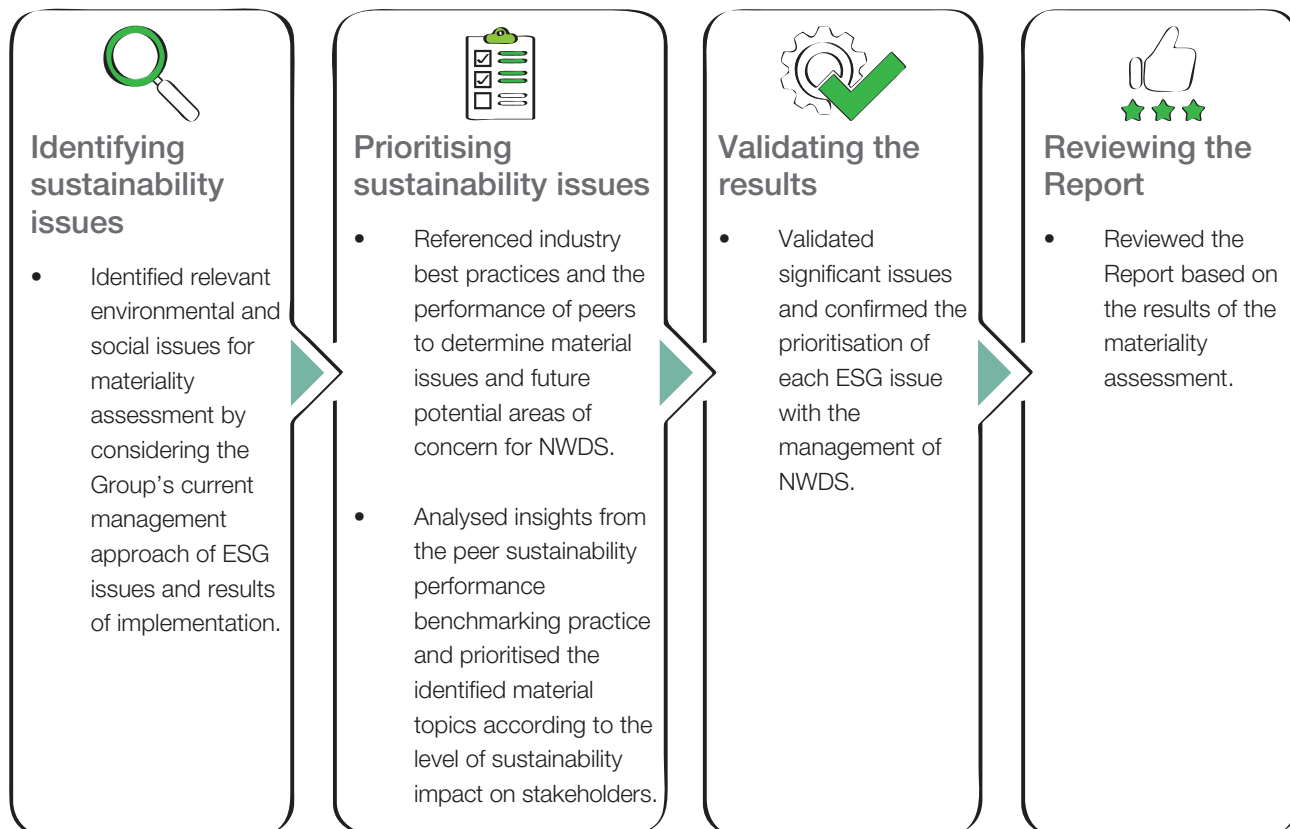 Identifying
sustainability
issues
• Identified relevant
environmental and
social issues for
materiality
assessment by
considering the
Group's current
management
approach of ESG
issues and results
of implementation.
Prioritising
sustainability issues
• Referenced industry
best practices and the
performance of peers
to determine material
issues and future
potential areas of
concern for NWDS.
• Analysed insights from
the peer sustainability
performance
benchmarking practice
and prioritised the
identified material
topics according to the
level of sustainability
impact on stakeholders.
Validating the
results
• Validated
significant issues
and confirmed the
prioritisation of
each ESG issue
with the
management of
NWDS.
Reviewing the
Report
• Reviewed the
Report based on
the results of the
materiality
assessment.